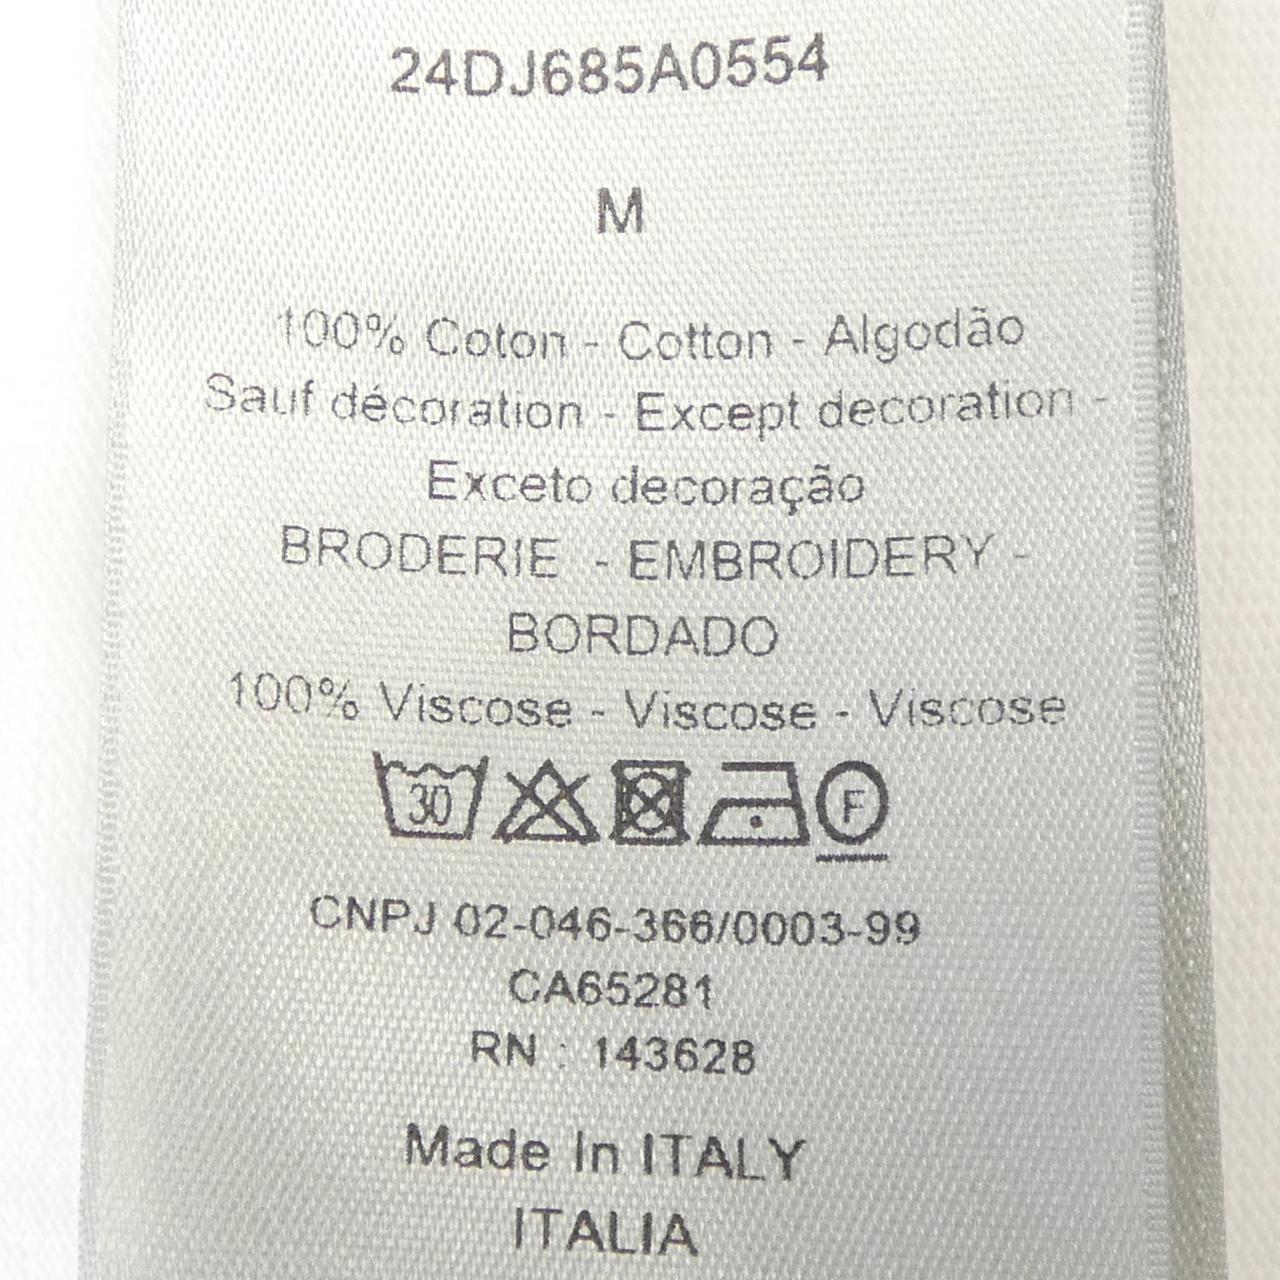 24DJ685A0554
M
100% Coton - Cotton - Algodão
Sauf décoration - Except decoration -
Exceto decoração
BRODERIE - EMBROIDERY -
BORDADO
100% Viscose - Viscose - Viscose
30 F
CNPJ 02-046-366/0003-99
CA65281
RN : 143628
Made In ITALY
ITALIA